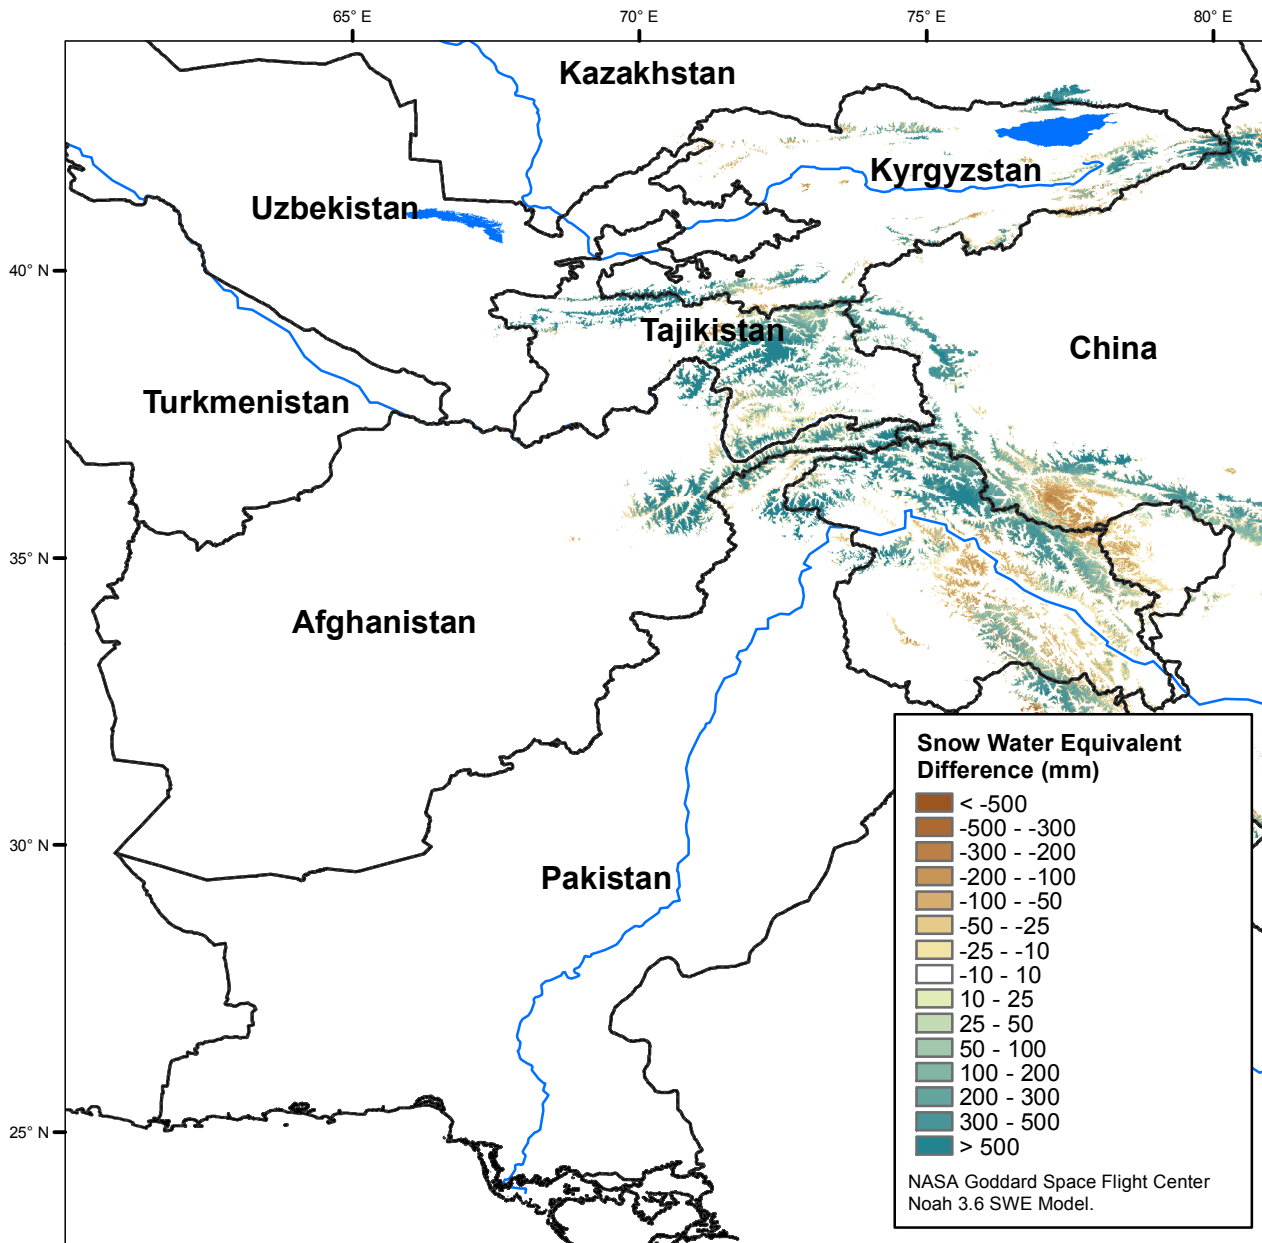 65° E
70° E
75° E
80° E
Kazakhstan
Kyrgyzstan
Uzbekistan
40° N
Tajikistan
China
Turkmenistan
35° N
Afghanistan
30° N
Pakistan
25° N
Snow Water Equivalent
Difference (mm)
< -500
-500 - -300
-300 - -200
-200 - -100
-100 - -50
-50 - -25
-25 - -10
-10 - 10
10 - 25
25 - 50
50 - 100
100 - 200
200 - 300
300 - 500
> 500
NASA Goddard Space Flight Center
Noah 3.6 SWE Model.